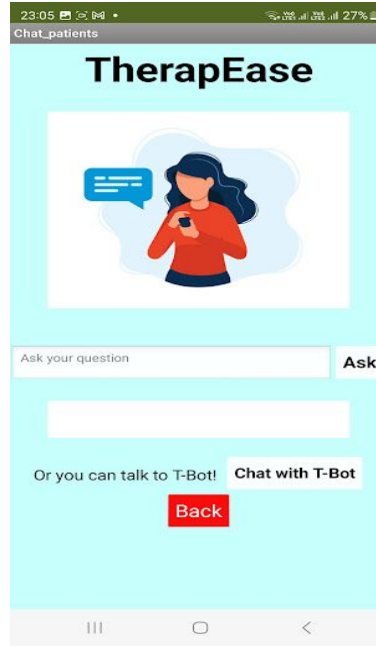 23:05 27%
Chat_patients
TherapEase
Ask your question
Ask
Or you can talk to T-Bot! Chat with T-Bot
Back